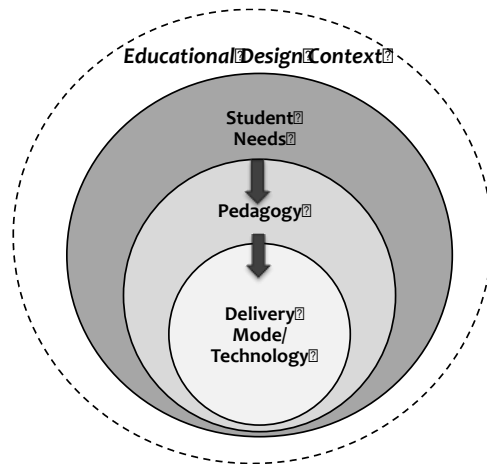 Educational Design Context
Student
Needs
Pedagogy
Delivery
Mode/
Technology